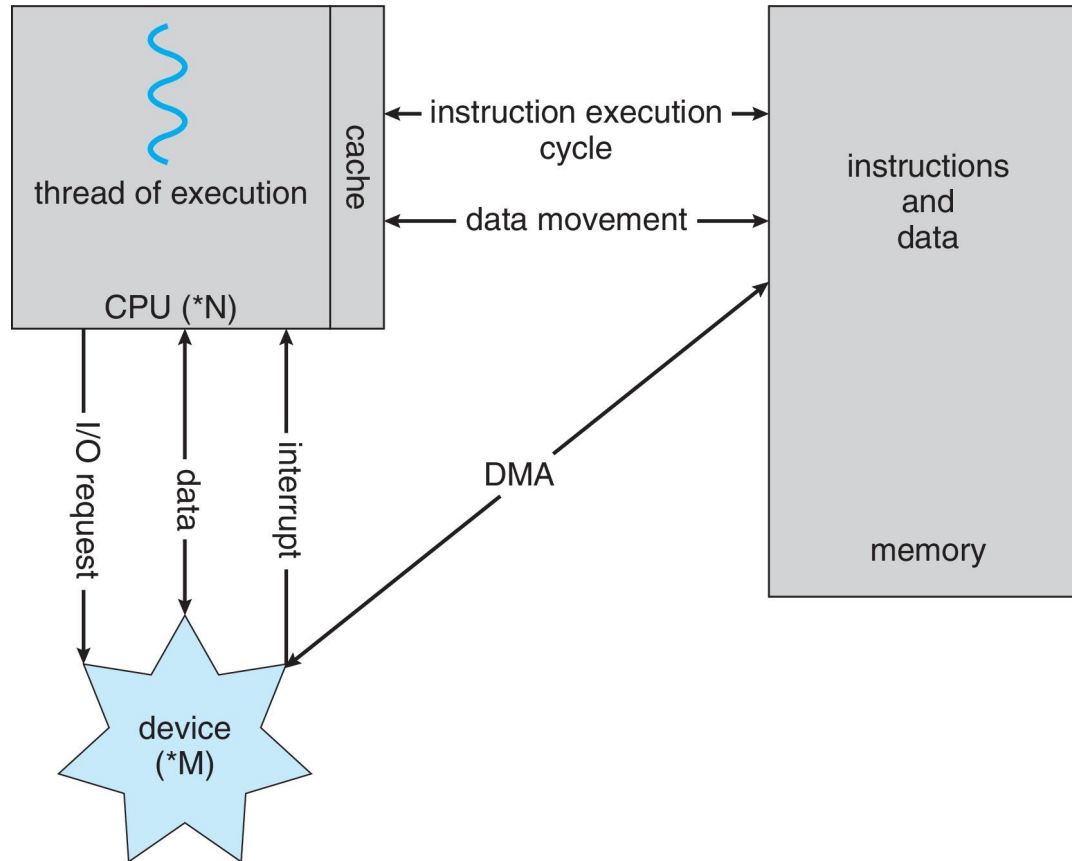 thread of execution
cache
CPU (*N)
instruction execution
cycle
data movement
instructions
and
data
memory
I/O request
data
interrupt
DMA
device
(*M)